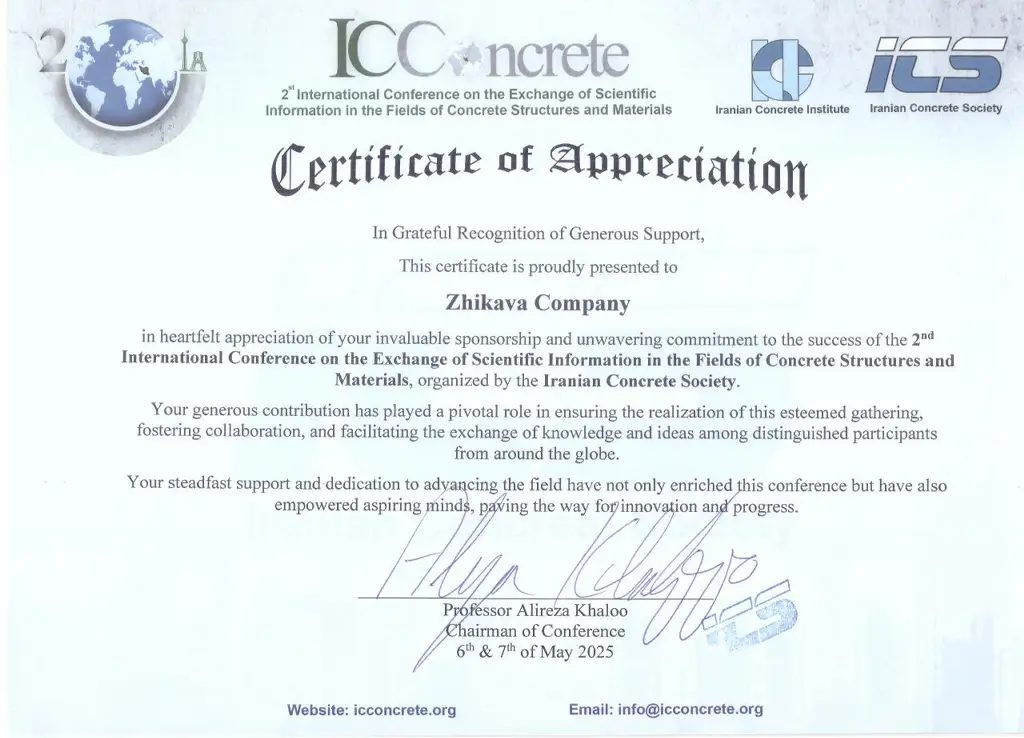 ICConcrete
2st International Conference on the Exchange of Scientific
Information in the Fields of Concrete Structures and Materials
Iranian Concrete Institute
ICS
Iranian Concrete Society
Certificate of Appreciation
In Grateful Recognition of Generous Support,
This certificate is proudly presented to
Zhikava Company
in heartfelt appreciation of your invaluable sponsorship and unwavering commitment to the success of the 2nd
International Conference on the Exchange of Scientific Information in the Fields of Concrete Structures and
Materials, organized by the Iranian Concrete Society.
Your generous contribution has played a pivotal role in ensuring the realization of this esteemed gathering,
fostering collaboration, and facilitating the exchange of knowledge and ideas among distinguished participants
from around the globe.
Your steadfast support and dedication to advancing the field have not only enriched this conference but have also
empowered aspiring minds, paving the way for innovation and progress.
Professor Alireza Khaloo
Chairman of Conference
6th & 7th of May 2025
ICS
Website: icconcrete.org
Email: info@icconcrete.org